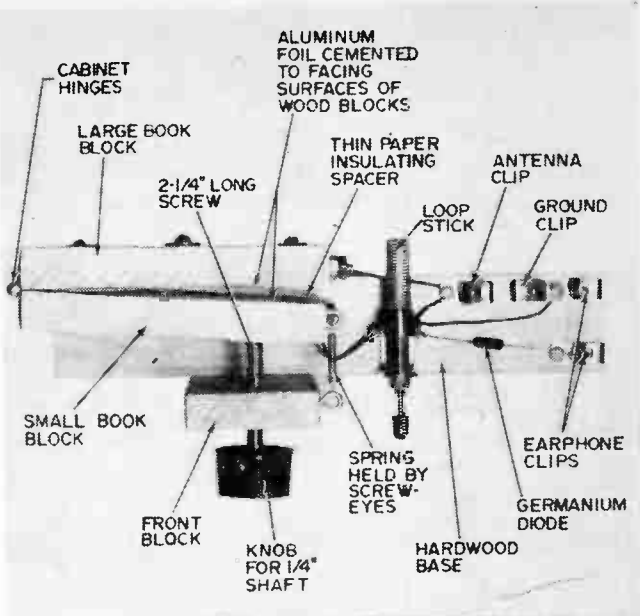 ALUMINUM
FOIL CEMENTED
TO FACING
SURFACES OF
WOOD BLOCKS
CABINET
HINGES
LARGE BOOK
BLOCK
THIN PAPER
INSULATING
SPACER
2-1/4" LONG
SCREW
ANTENNA
CLIP
LOOP
STICK
GROUND
CLIP
SMALL BOOK
BLOCK
FRONT
BLOCK
KNOB
FOR 1/4"
SHAFT
SPRING
HELD BY
SCREW-
EYES
HARDWOOD
BASE
EARPHONE
CLIPS
GERMANIUM
DIODE